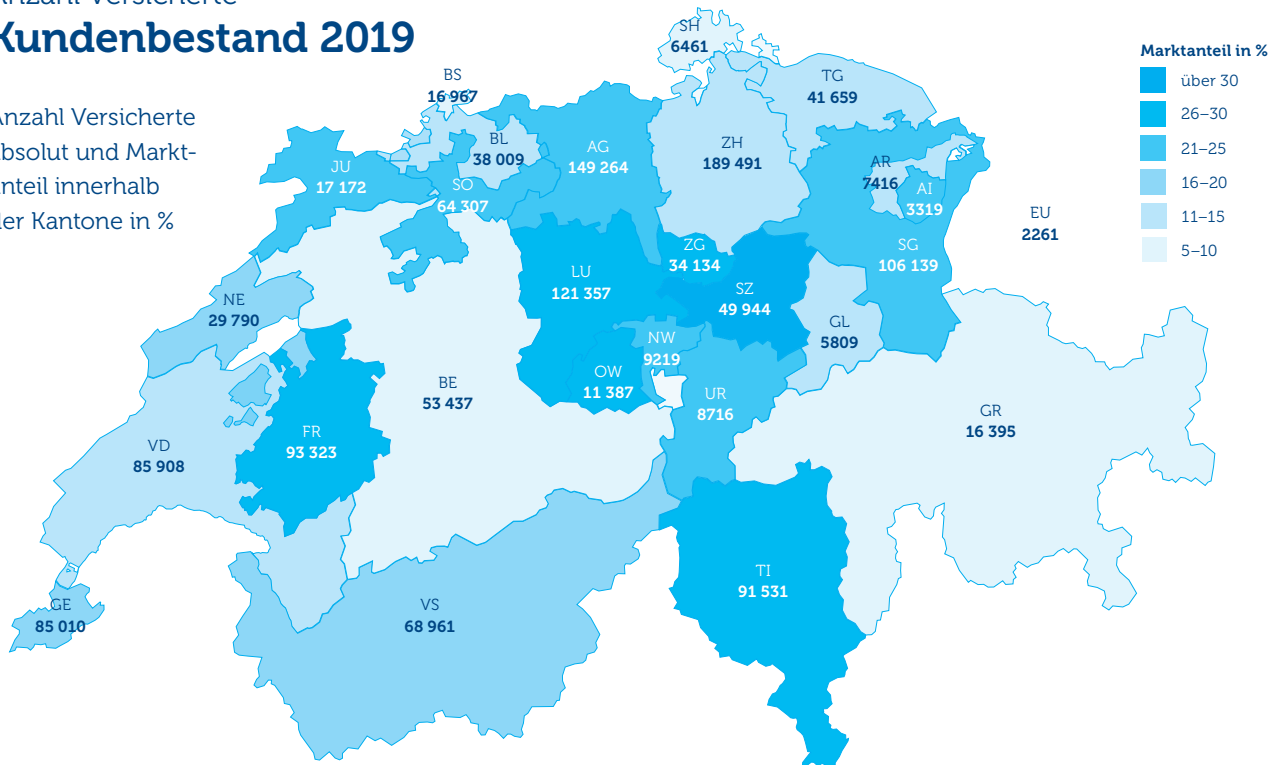 Anzahl Versicherte
Kundenbestand 2019
Anzahl Versicherte
absolut und Markt-
anteil innerhalb
der Kantone in %
SH
6461
BS
16 967
TG
41 659
BL
38 009
AG
149 264
ZH
189 491
JU
17 172
SO
64 307
AR
7416
AI
3319
EU
2261
ZG
34 134
SG
106 139
LU
121 357
SZ
49 944
NE
29 790
GL
5809
NW
9219
OW
11 387
BE
53 437
UR
8716
GR
16 395
FR
93 323
VD
85 908
TI
91 531
GE
85 010
VS
68 961
Marktanteil in %
über 30
26–30
21–25
16–20
11–15
5–10